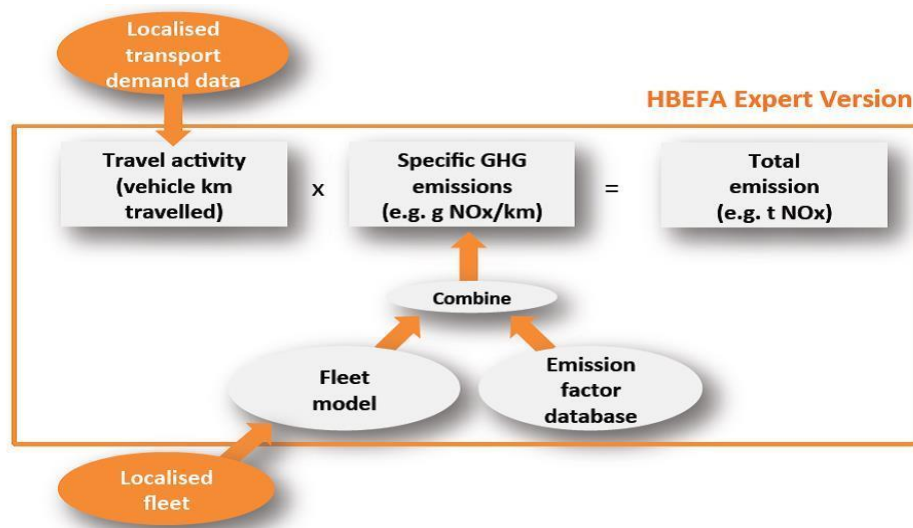 Localised
transport
demand data
HBEFA Expert Version
Travel activity
(vehicle km
travelled)
x
Specific GHG
emissions
(e.g. g NOx/km)
=
Total
emission
(e.g. t NOx)
Combine
Fleet
model
Emission
factor
database
Localised
fleet